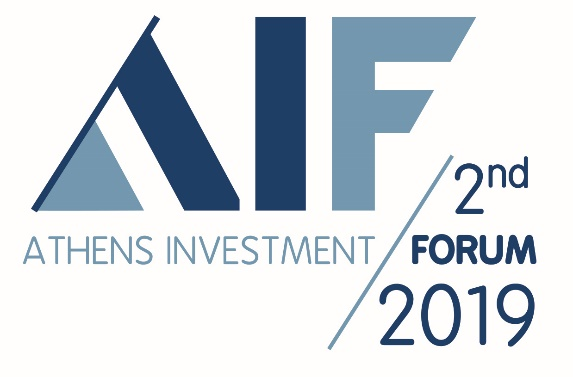 AIF
2nd
ATHENS INVESTMENT FORUM
2019